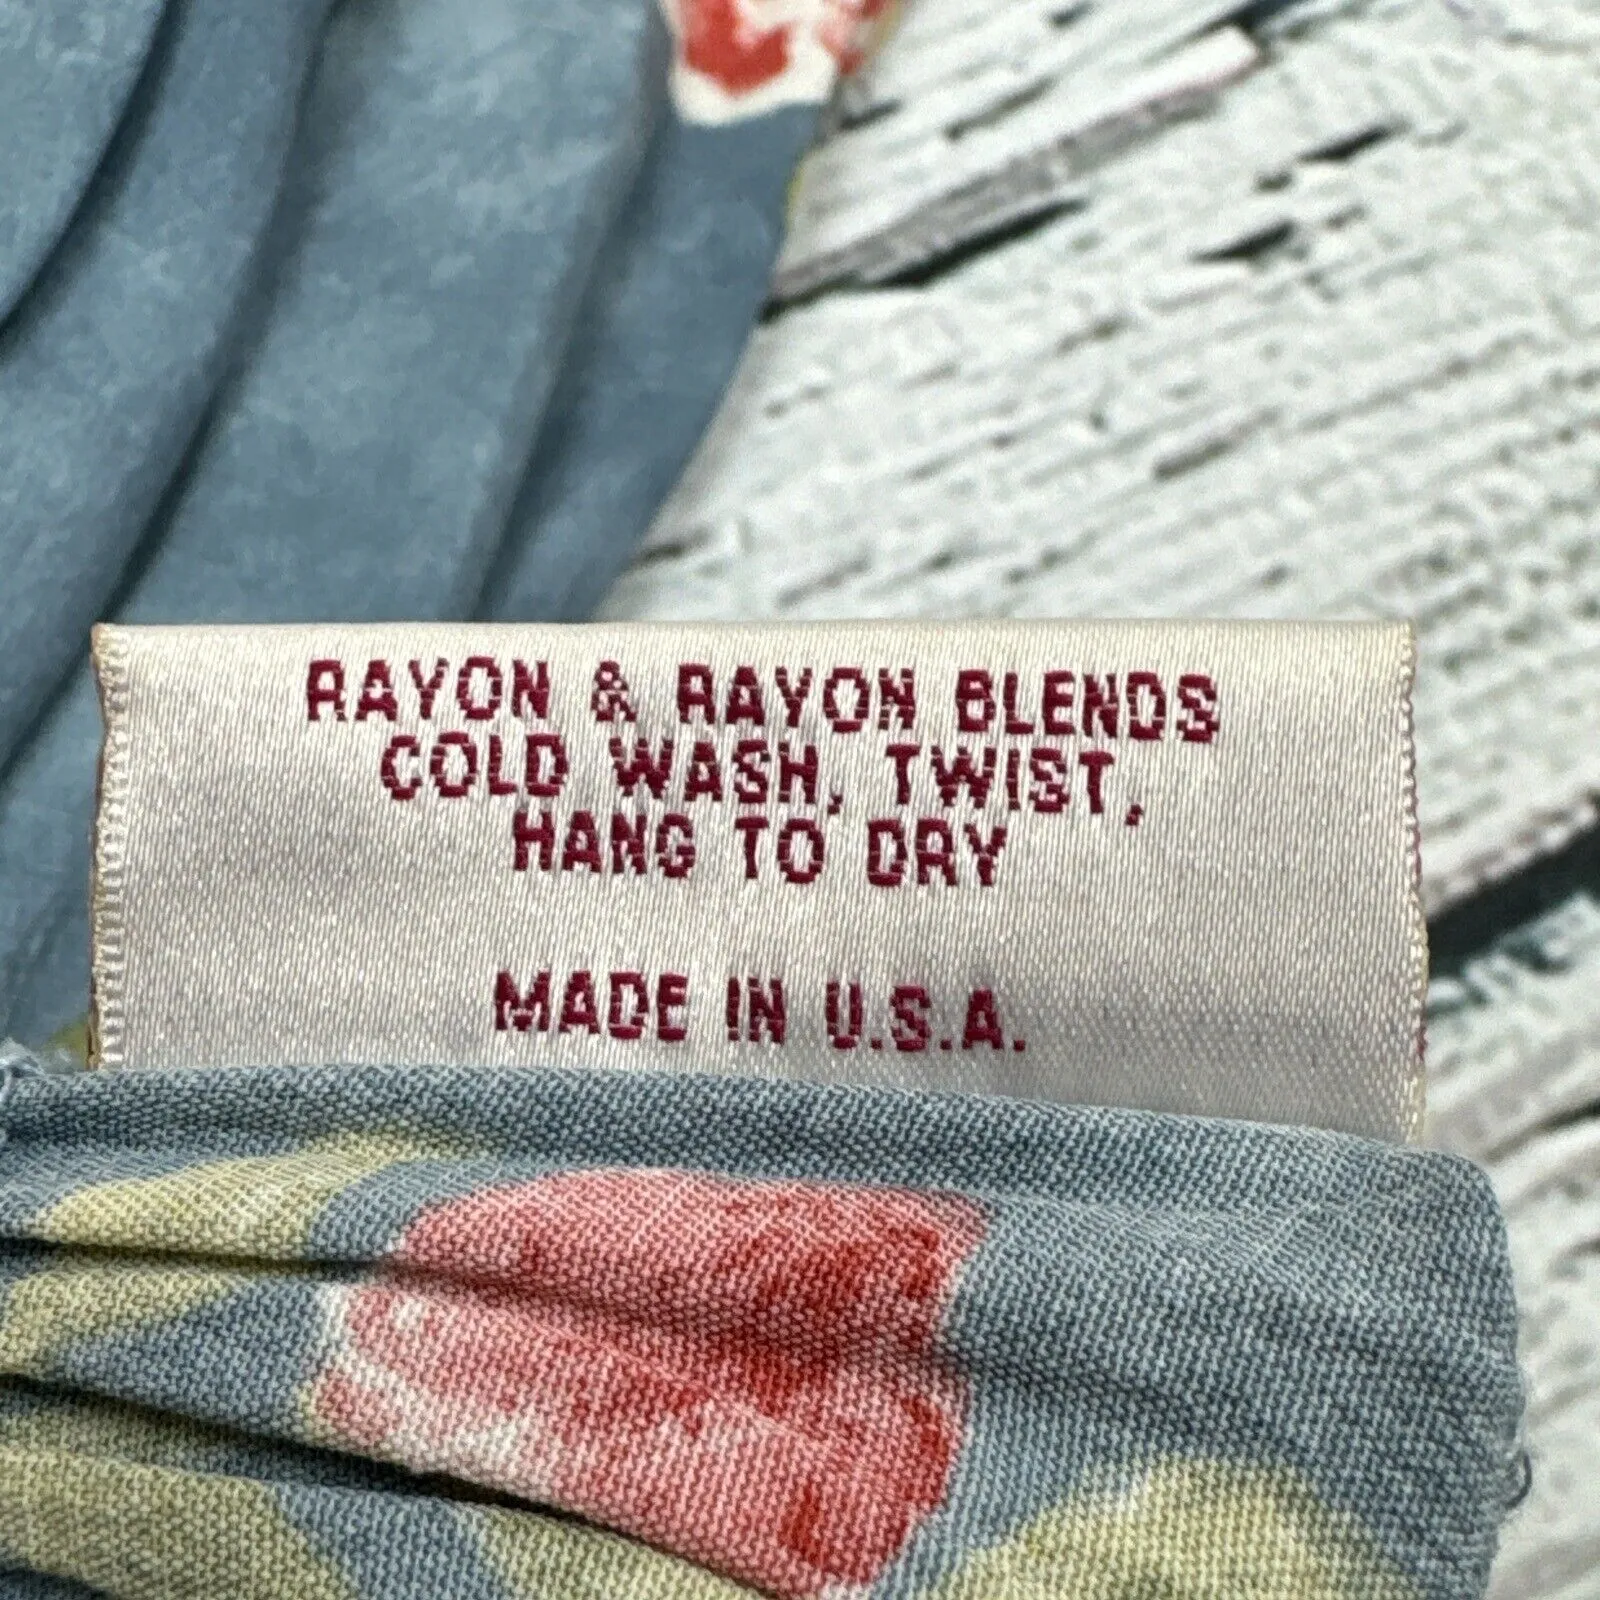 RAYON & RAYON BLENDS
COLD WASH, TWIST,
HANG TO DRY
MADE IN U.S.A.